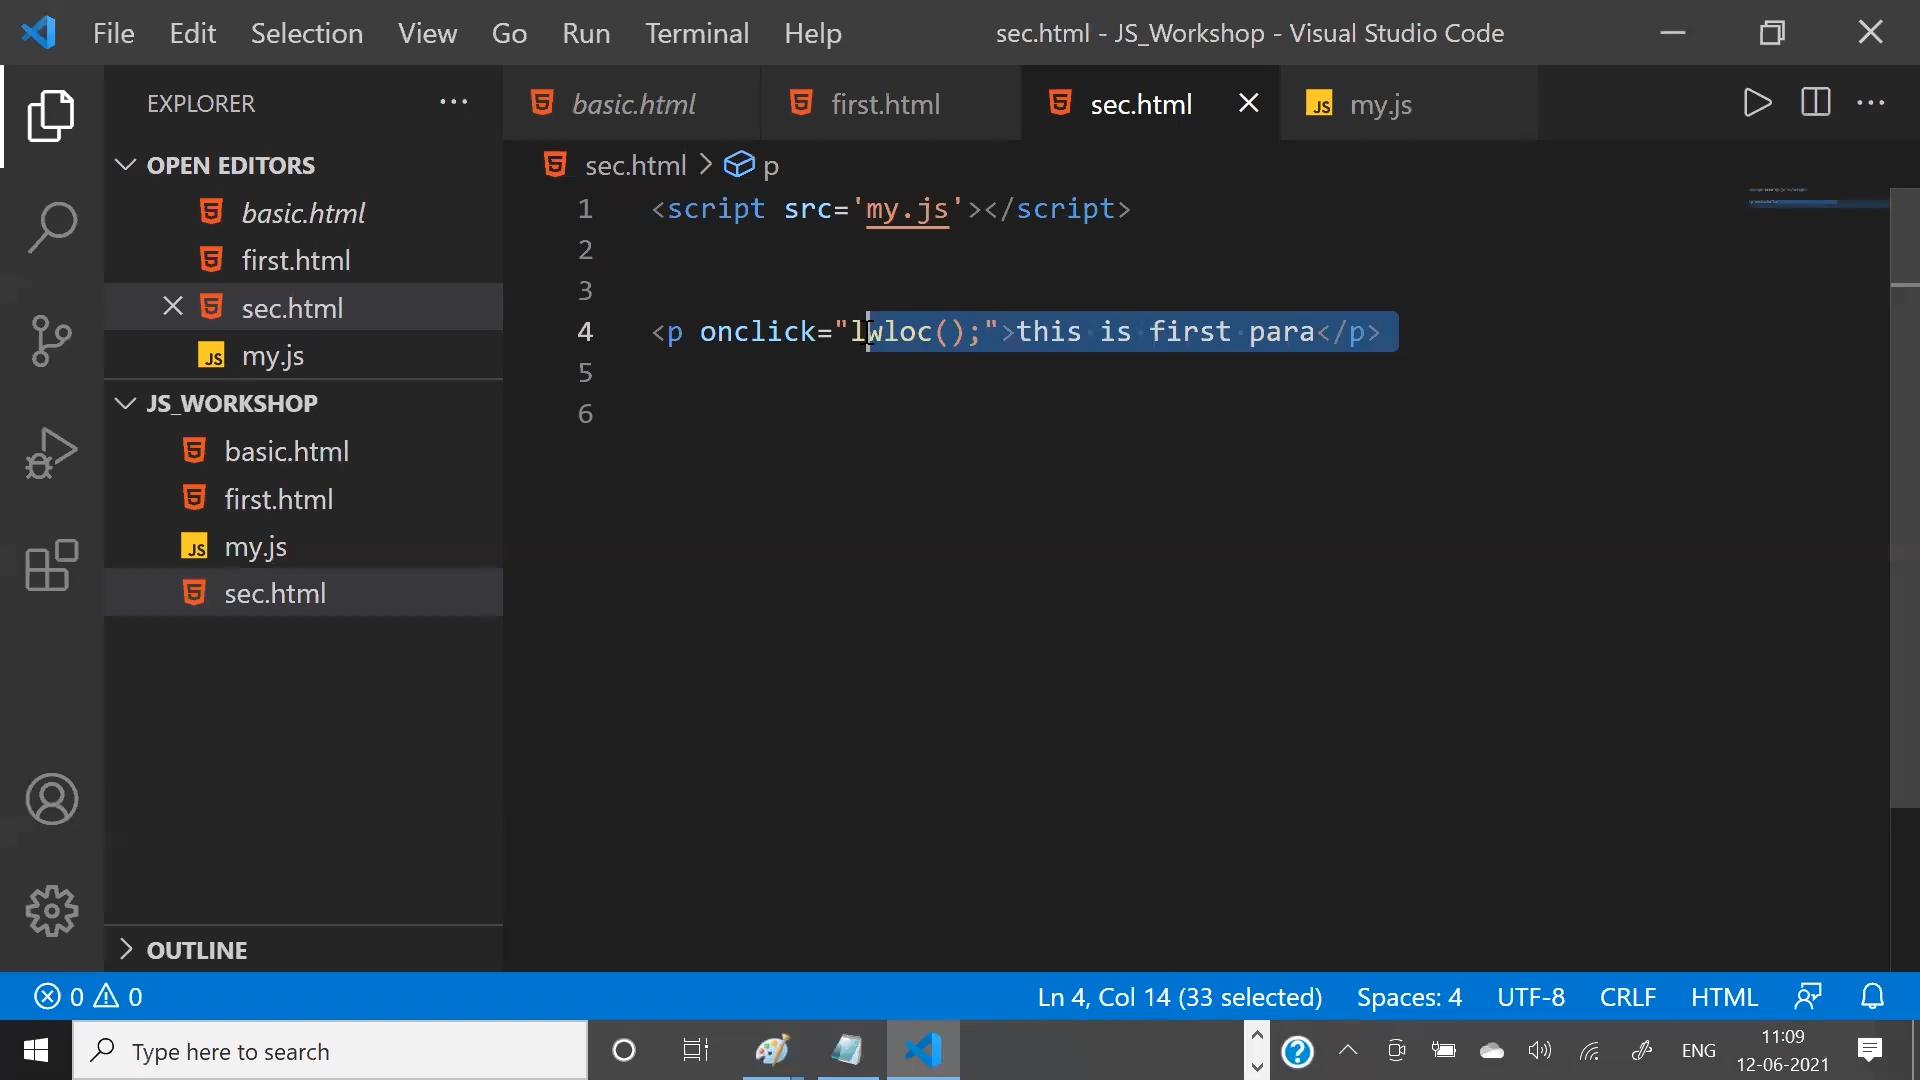 File Edit Selection View Go Run Terminal Help sec.html - JS_Workshop - Visual Studio Code
EXPLORER
OPEN EDITORS
basic.html
first.html
sec.html
JS my.js
JS_WORKSHOP
basic.html
first.html
JS my.js
sec.html
OUTLINE
basic.html first.html sec.html JS my.js
sec.html > p
1 <script src='my.js'></script>
2
3
4 <p onclick="lwloc();">this is first para</p>
5
6
0 0 Ln 4, Col 14 (33 selected) Spaces: 4 UTF-8 CRLF HTML
Type here to search ENG 11:09
12-06-2021